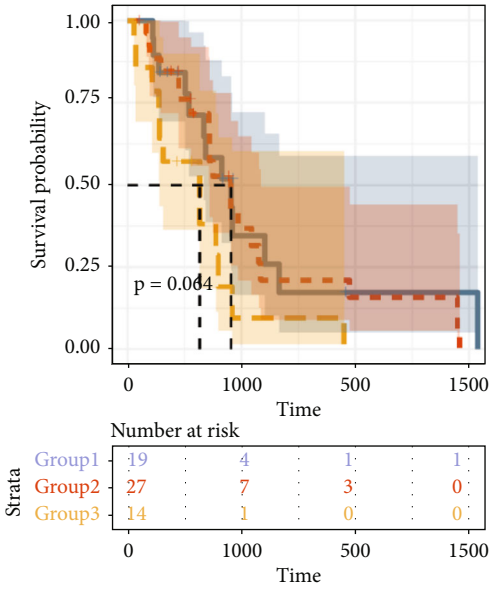 1.00
0.75
0.50
0.25
0.00
Survival probability
p = 0.064
0 1000 500 1500
Time
Number at risk
Strata
Group1 19 4 1 1
Group2 27 7 3 0
Group3 14 1 0 0
0 1000 500 1500
Time